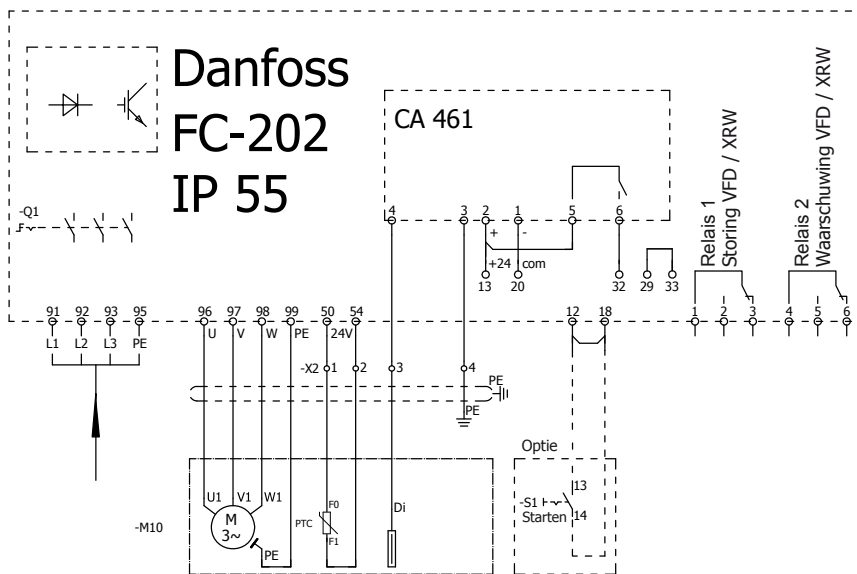 Danfoss
FC-202
IP 55
CA 461
-Q1
4 3 2 1 5 6
+ -
+24 com
13 20 32 29 33
Relais 1
Storing VFD / XRW
Relais 2
Waarschuwing VFD / XRW
91 92 93 95 96 97 98 99 50 54 12 18 1 2 3 4 5 6
L1 L2 L3 PE U V W PE 24V
-X2 1 2 3 4
PE
PE
Optie
-M10
U1 V1 W1
M
3~
PE
PTC
F0
F1
Di
-S1
Starten
13
14